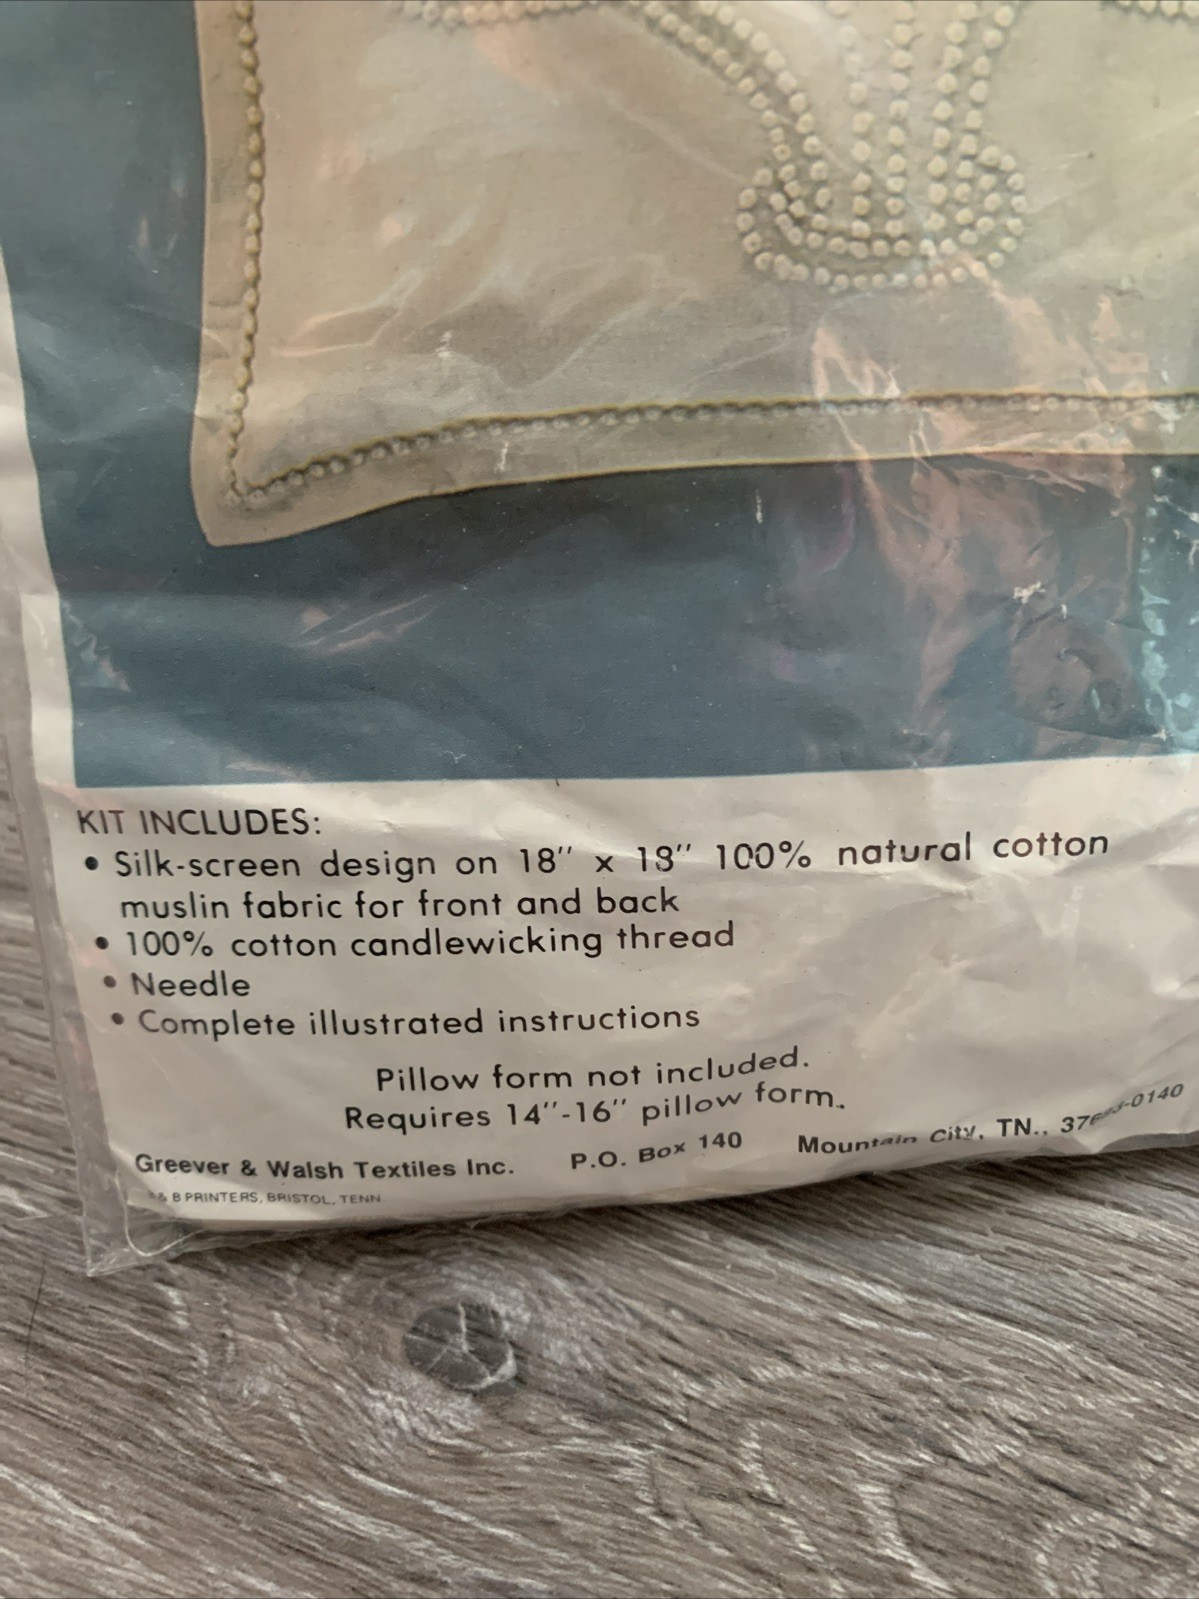 KIT INCLUDES:
• Silk-screen design on 18" x 18" 100% natural cotton
muslin fabric for front and back
• 100% cotton candlewicking thread
• Needle
• Complete illustrated instructions
Pillow form not included.
Requires 14"-16" pillow form.
Greever & Walsh Textiles Inc. P.O. Box 140 Mountain City, TN.,
& B PRINTERS, BRISTOL, TENN.